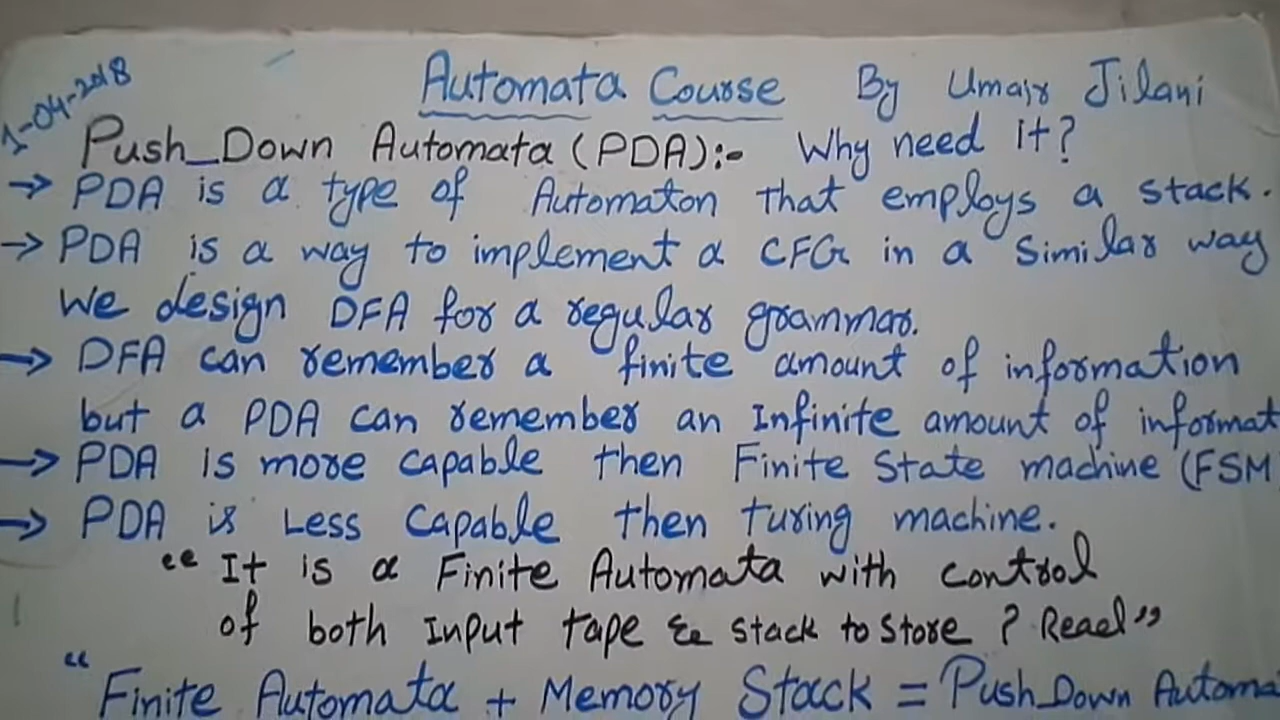 1-04-2018
Automata Course By Umair Jilani
Push_Down Automata (PDA):- Why need it?
→ PDA is a type of Automaton that employs a stack.
→ PDA is a way to implement a CFG in a Similar way
We design DFA for a regular grammar.
→ DFA can remember a finite amount of information
but a PDA can remember an Infinite amount of informat
→ PDA is more capable then Finite State machine (FSM
→ PDA is Less Capable then turing machine.
“ It is a Finite Automata with control
of both Input tape & stack to Store ? Read ”
“ Finite Automata + Memory Stack = Push_Down Automa